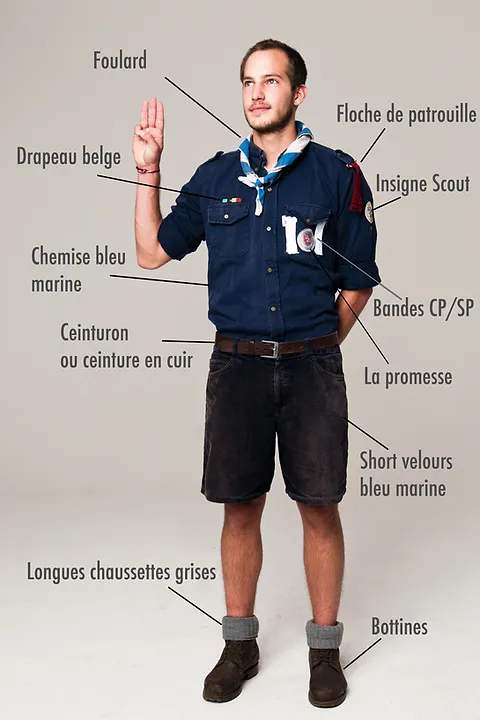 Foulard
Floche de patrouille
Drapeau belge
Insigne Scout
Chemise bleu
marine
Bandes CP/SP
Ceinturon
ou ceinture en cuir
La promesse
Short velours
bleu marine
Longues chaussettes grises
Bottines